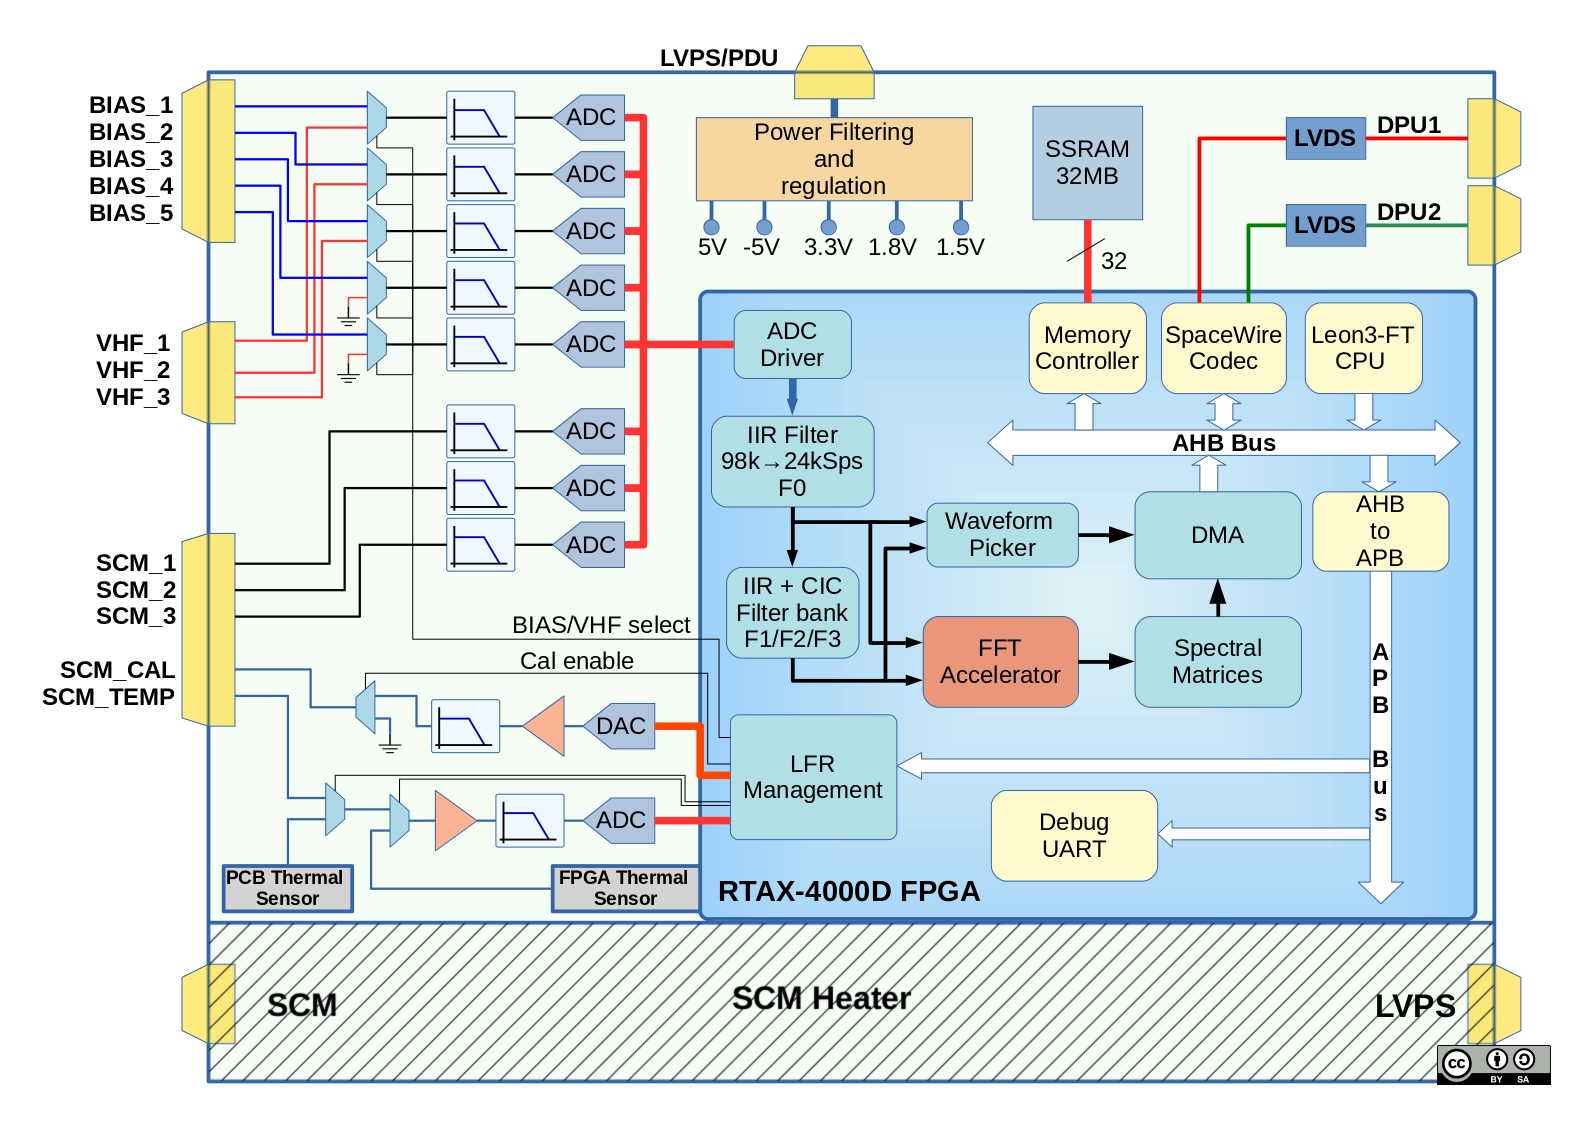 LVPS/PDU
BIAS_1
BIAS_2
BIAS_3
BIAS_4
BIAS_5
VHF_1
VHF_2
VHF_3
SCM_1
SCM_2
SCM_3
SCM_CAL
SCM_TEMP
ADC
ADC
ADC
ADC
ADC
ADC
ADC
ADC
BIAS/VHF select
Cal enable
DAC
ADC
PCB Thermal
Sensor
FPGA Thermal
Sensor
Power Filtering
and
regulation
5V
-5V
3.3V
1.8V
1.5V
SSRAM
32MB
32
LVDS
DPU1
LVDS
DPU2
ADC
Driver
Memory
Controller
SpaceWire
Codec
Leon3-FT
CPU
AHB Bus
IIR Filter
98k→24kSps
F0
Waveform
Picker
DMA
AHB
to
APB
IIR + CIC
Filter bank
F1/F2/F3
FFT
Accelerator
Spectral
Matrices
APB Bus
LFR
Management
Debug
UART
RTAX-4000D FPGA
SCM
SCM Heater
LVPS
cc
BY SA